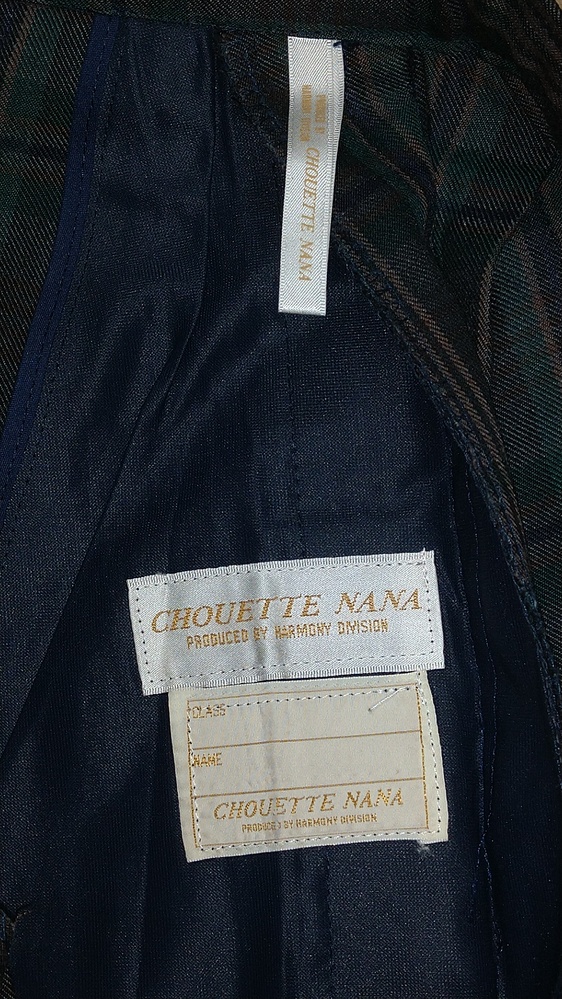 CHOUETTE NANA
CHOUETTE NANA
PRODUCED BY HARMONY DIVISION
CLASS
NAME
CHOUETTE NANA
PRODUCED BY HARMONY DIVISION